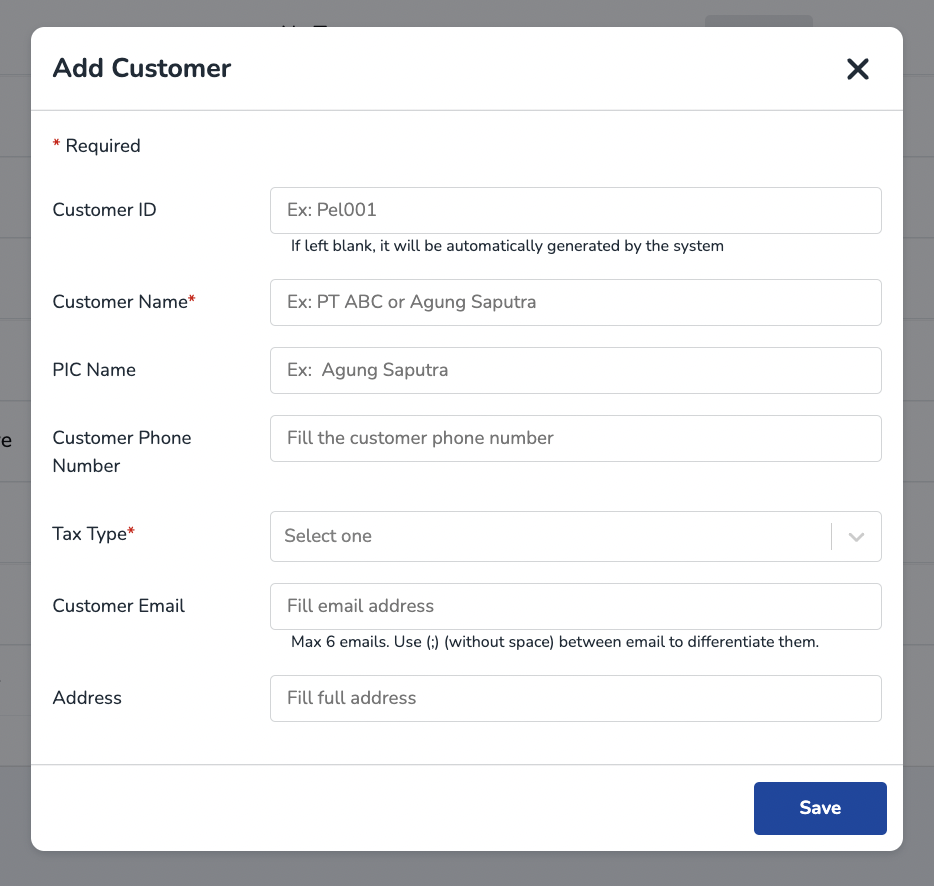 Add Customer
* Required
Customer ID
Ex: Pel001
If left blank, it will be automatically generated by the system
Customer Name*
Ex: PT ABC or Agung Saputra
PIC Name
Ex:  Agung Saputra
Customer Phone
Number
Fill the customer phone number
Tax Type*
Select one
Customer Email
Fill email address
Max 6 emails. Use (;) (without space) between email to differentiate them.
Address
Fill full address
Save